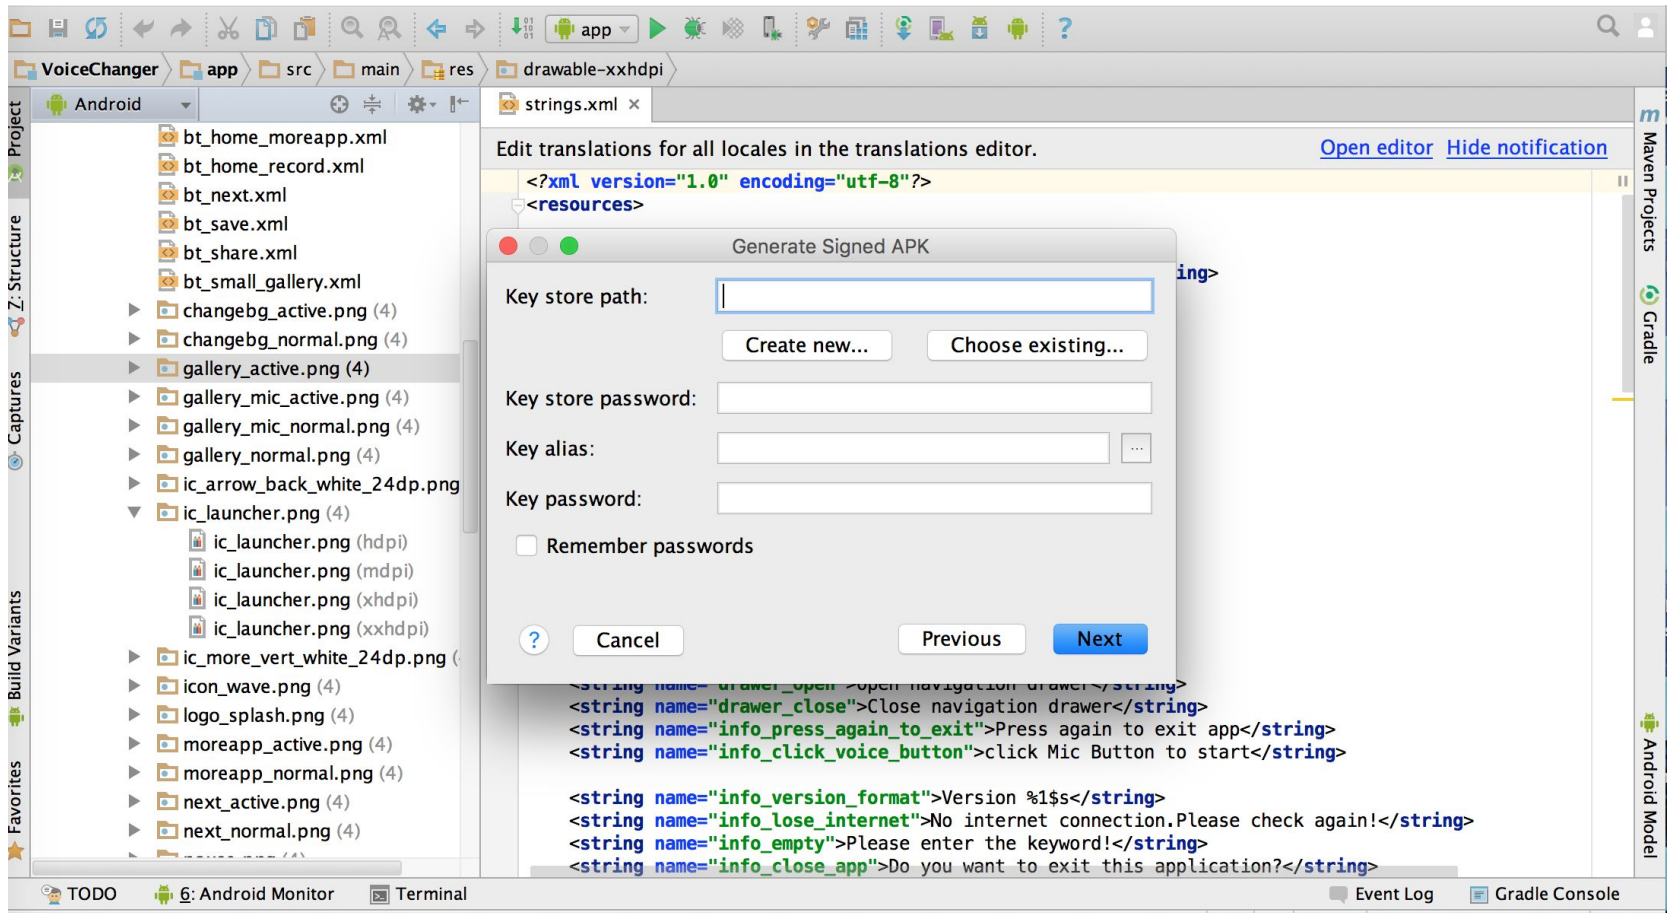 app
VoiceChanger app src main res drawable-xxhdpi
Android
strings.xml
Project
Z: Structure
Captures
Build Variants
Favorites
bt_home_moreapp.xml
bt_home_record.xml
bt_next.xml
bt_save.xml
bt_share.xml
bt_small_gallery.xml
changebg_active.png (4)
changebg_normal.png (4)
gallery_active.png (4)
gallery_mic_active.png (4)
gallery_mic_normal.png (4)
gallery_normal.png (4)
ic_arrow_back_white_24dp.png
ic_launcher.png (4)
ic_launcher.png (hdpi)
ic_launcher.png (mdpi)
ic_launcher.png (xhdpi)
ic_launcher.png (xxhdpi)
ic_more_vert_white_24dp.png (
icon_wave.png (4)
logo_splash.png (4)
moreapp_active.png (4)
moreapp_normal.png (4)
next_active.png (4)
next_normal.png (4)
Edit translations for all locales in the translations editor. Open editor Hide notification
<?xml version="1.0" encoding="utf-8"?>
<resources>
ing>
Generate Signed APK
Key store path:
Create new... Choose existing...
Key store password:
Key alias: ...
Key password:
Remember passwords
? Cancel Previous Next
<string name="drawer_open">Open navigation drawer</string>
<string name="drawer_close">Close navigation drawer</string>
<string name="info_press_again_to_exit">Press again to exit app</string>
<string name="info_click_voice_button">click Mic Button to start</string>
<string name="info_version_format">Version %1$s</string>
<string name="info_lose_internet">No internet connection.Please check again!</string>
<string name="info_empty">Please enter the keyword!</string>
<string name="info_close_app">Do you want to exit this application?</string>
m Maven Projects
Gradle
Android Model
TODO 6: Android Monitor Terminal Event Log Gradle Console